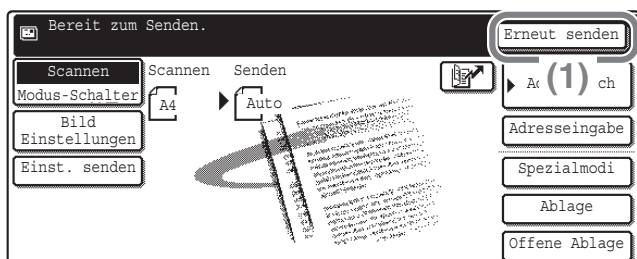 Bereit zum Senden.
Erneut senden
Scannen
Modus-Schalter
Scannen
Senden
A4
Auto
(1)
A
ch
Bild
Einstellungen
Adresseingabe
Einst. senden
Spezialmodi
Ablage
Offene Ablage